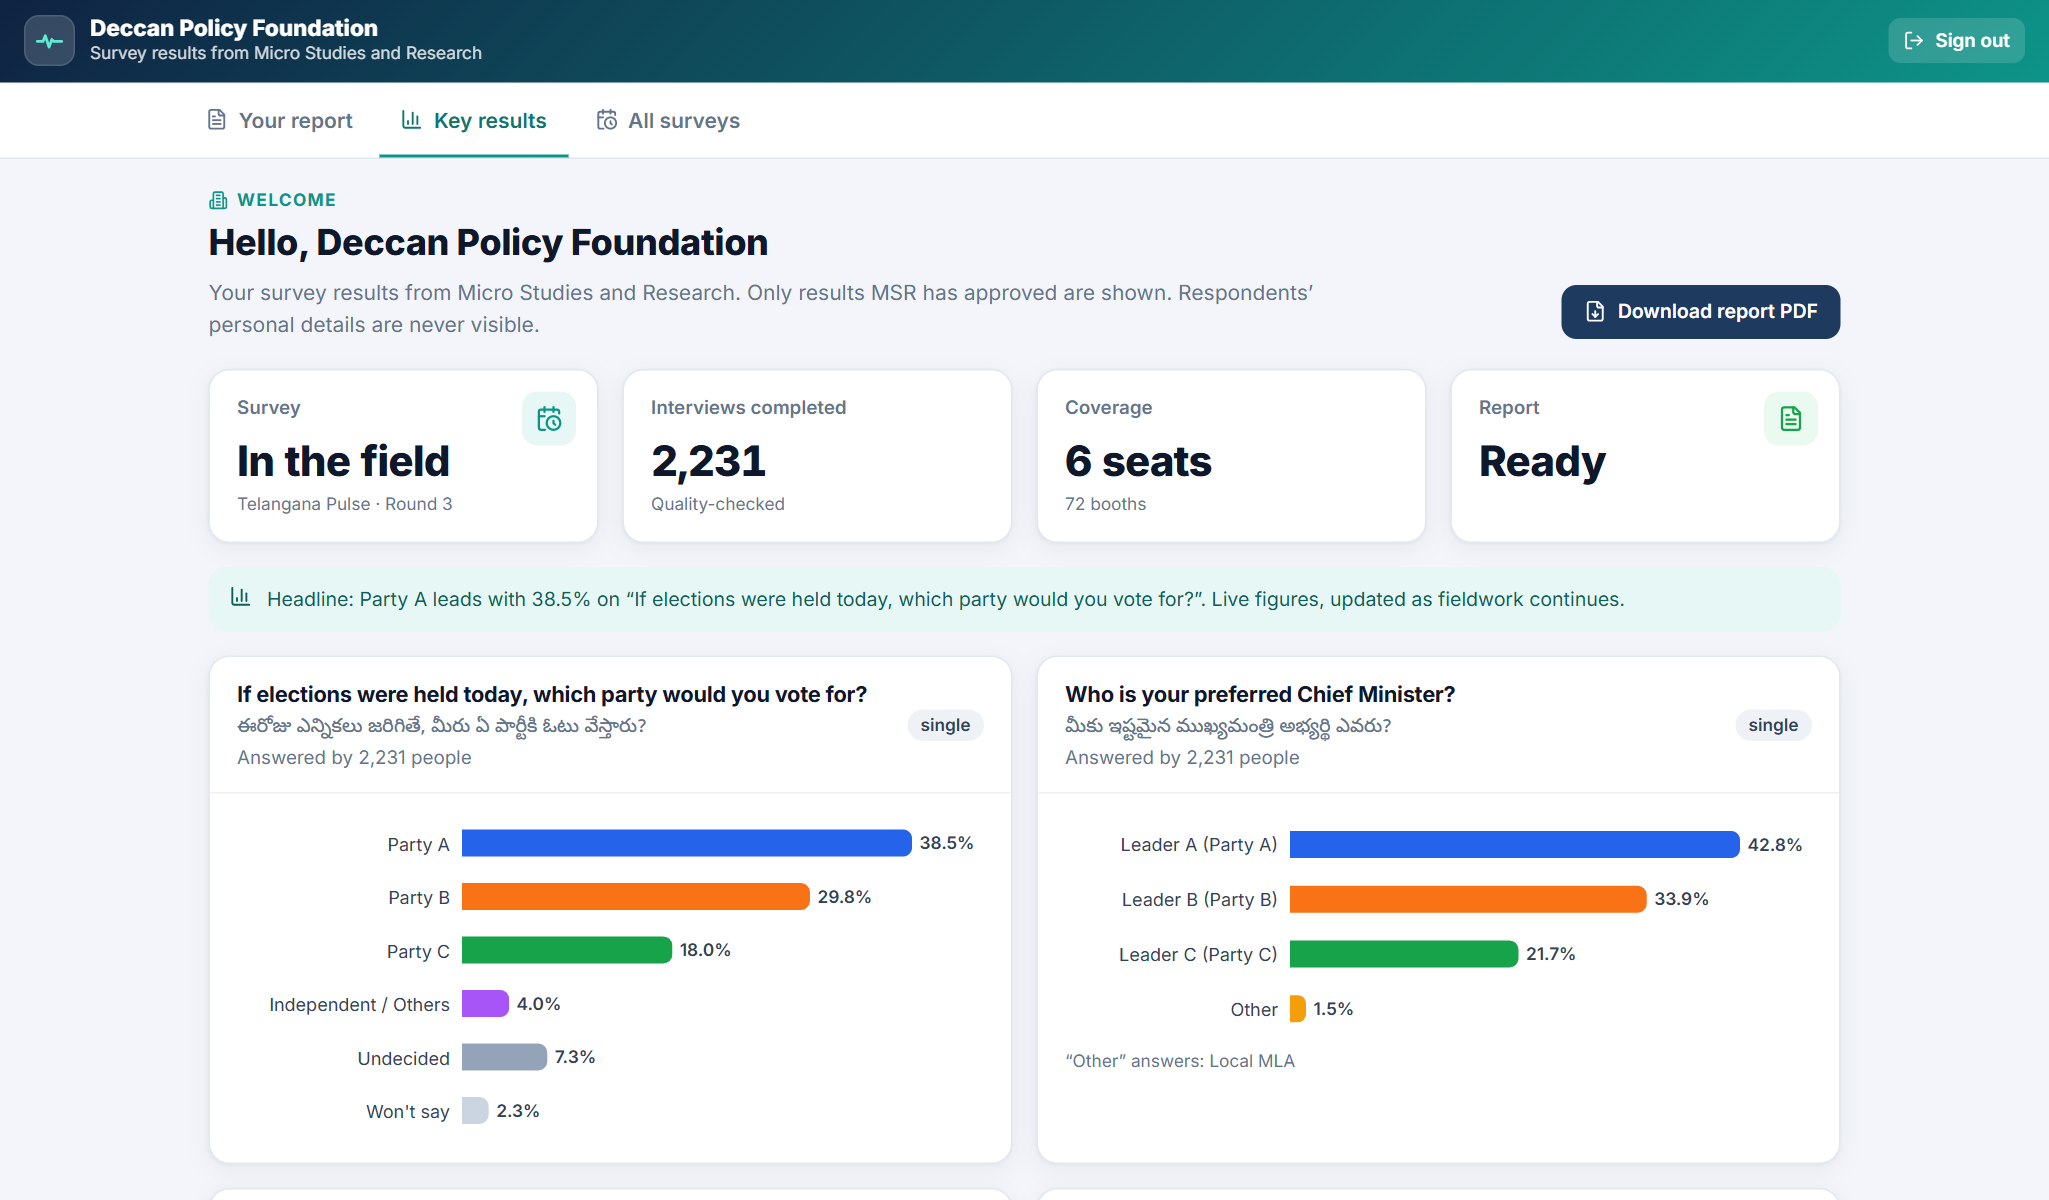 Deccan Policy Foundation
Survey results from Micro Studies and Research
Sign out
Your report
Key results
All surveys
WELCOME
Hello, Deccan Policy Foundation
Your survey results from Micro Studies and Research. Only results MSR has approved are shown. Respondents’
personal details are never visible.
Download report PDF
Survey
In the field
Telangana Pulse · Round 3
Interviews completed
2,231
Quality-checked
Coverage
6 seats
72 booths
Report
Ready
Headline: Party A leads with 38.5% on “If elections were held today, which party would you vote for?”. Live figures, updated as fieldwork continues.
If elections were held today, which party would you vote for?
ఈరోజు ఎన్నికలు జరిగితే, మీరు ఏ పార్టీకి ఓటు వేస్తారు?
Answered by 2,231 people
single
Party A 38.5%
Party B 29.8%
Party C 18.0%
Independent / Others 4.0%
Undecided 7.3%
Won't say 2.3%
Who is your preferred Chief Minister?
మీకు ఇష్టమైన ముఖ్యమంత్రి అభ్యర్థి ఎవరు?
Answered by 2,231 people
single
Leader A (Party A) 42.8%
Leader B (Party B) 33.9%
Leader C (Party C) 21.7%
Other 1.5%
“Other” answers: Local MLA